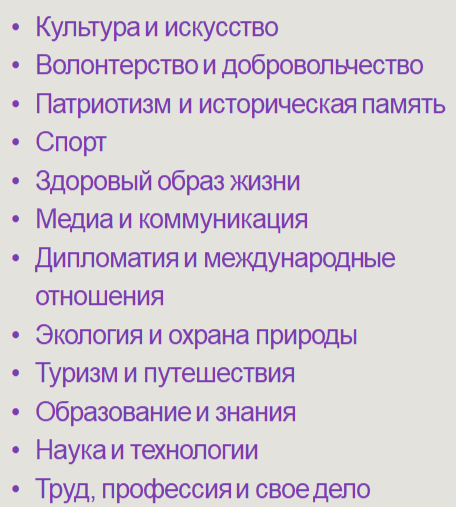 • Культура и искусство
• Волонтерство и добровольчество
• Патриотизм и историческая память
• Спорт
• Здоровый образ жизни
• Медиа и коммуникация
• Дипломатия и международные
отношения
• Экология и охрана природы
• Туризм и путешествия
• Образование и знания
• Наука и технологии
• Труд, профессия и свое дело